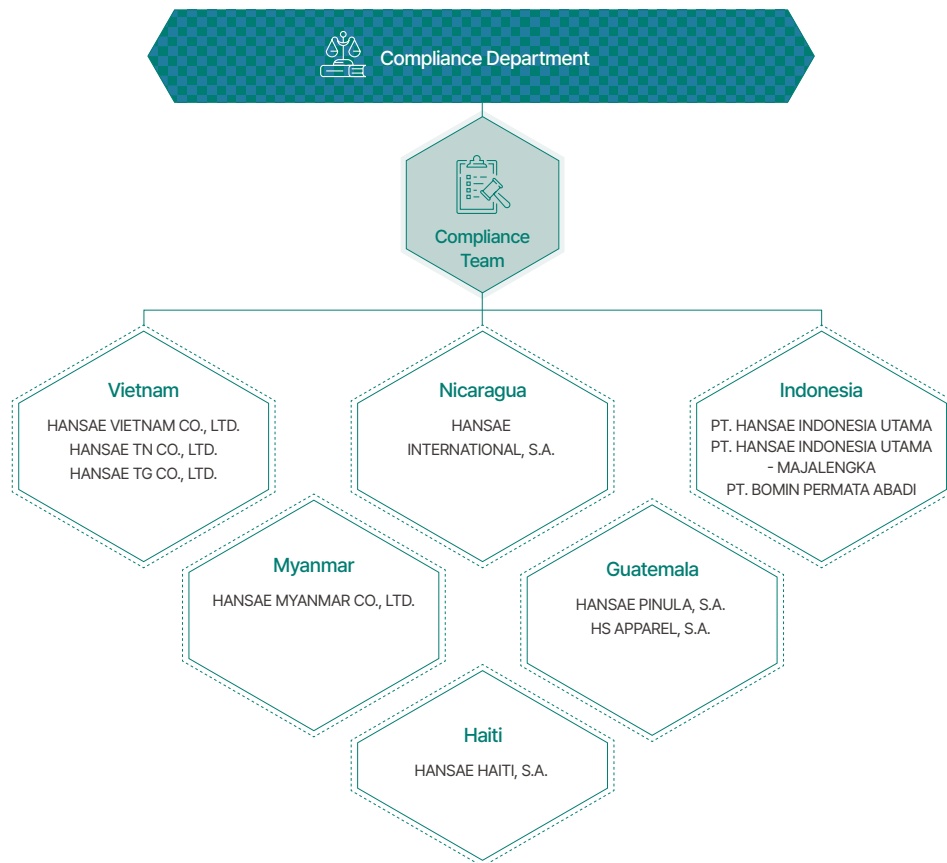 Compliance Department
Compliance
Team
Vietnam
HANSAE VIETNAM CO., LTD.
HANSAE TN CO., LTD.
HANSAE TG CO., LTD.
Nicaragua
HANSAE
INTERNATIONAL, S.A.
Indonesia
PT. HANSAE INDONESIA UTAMA
PT. HANSAE INDONESIA UTAMA
- MAJALENGKA
PT. BOMIN PERMATA ABADI
Myanmar
HANSAE MYANMAR CO., LTD.
Guatemala
HANSAE PINULA, S.A.
HS APPAREL, S.A.
Haiti
HANSAE HAITI, S.A.